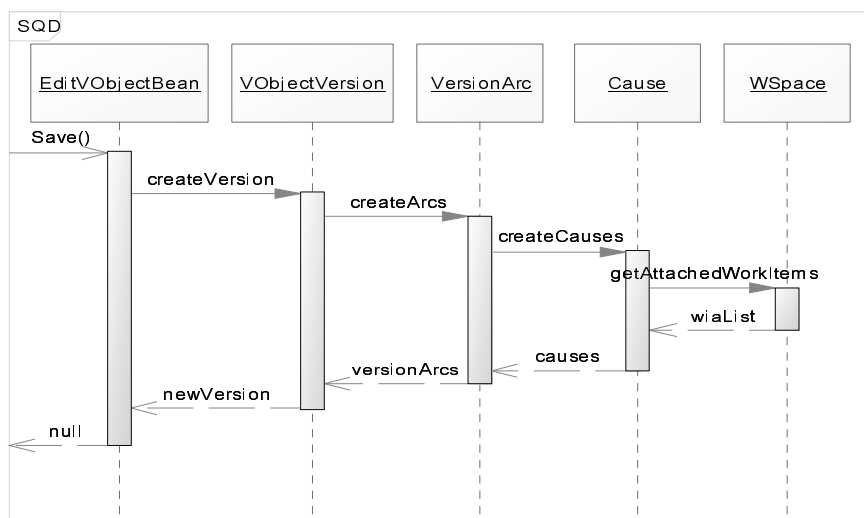 SQD
EditVObjectBean
VObjectVersion
VersionArc
Cause
WSpace
Save()
createVersion
createArcs
createCauses
getAttachedWorkItems
wiaList
causes
versionArcs
newVersion
null